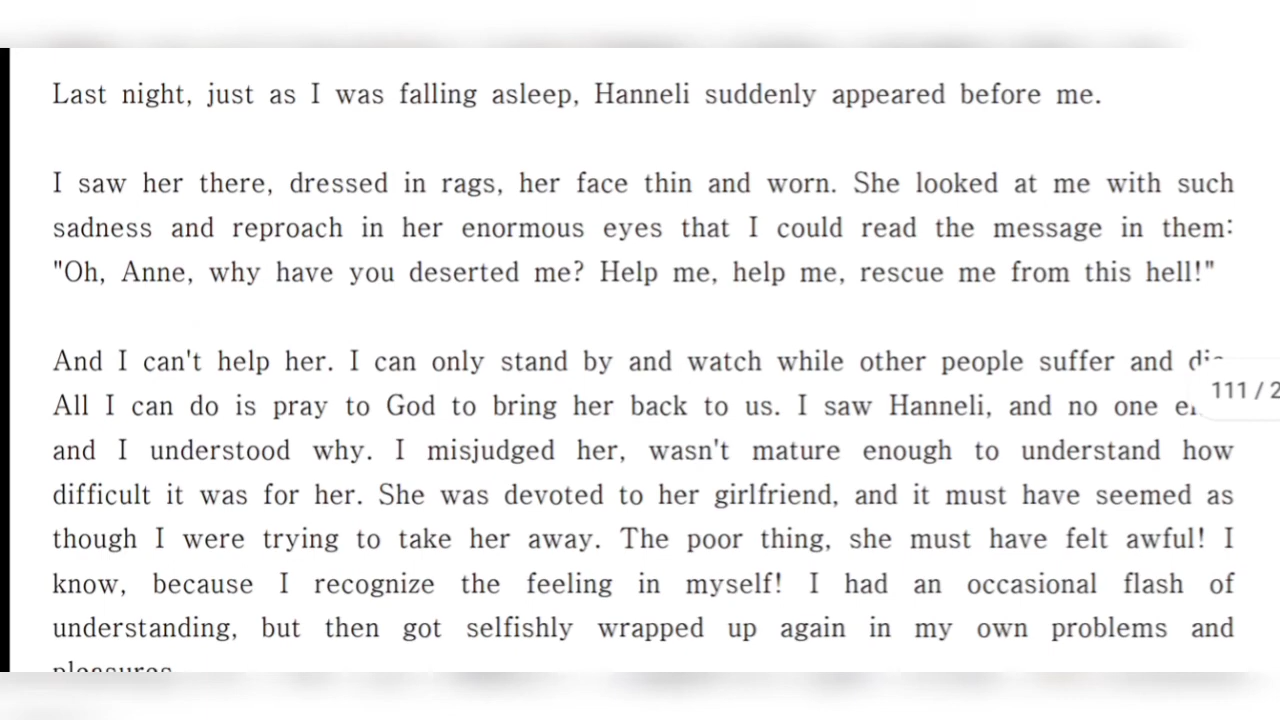 Last night, just as I was falling asleep, Hanneli suddenly appeared before me.
I saw her there, dressed in rags, her face thin and worn. She looked at me with such
sadness and reproach in her enormous eyes that I could read the message in them:
"Oh, Anne, why have you deserted me? Help me, help me, rescue me from this hell!"
And I can't help her. I can only stand by and watch while other people suffer and
All I can do is pray to God to bring her back to us. I saw Hanneli, and no one
111 / 2
and I understood why. I misjudged her, wasn't mature enough to understand how
difficult it was for her. She was devoted to her girlfriend, and it must have seemed as
though I were trying to take her away. The poor thing, she must have felt awful! I
know, because I recognize the feeling in myself! I had an occasional flash of
understanding, but then got selfishly wrapped up again in my own problems and